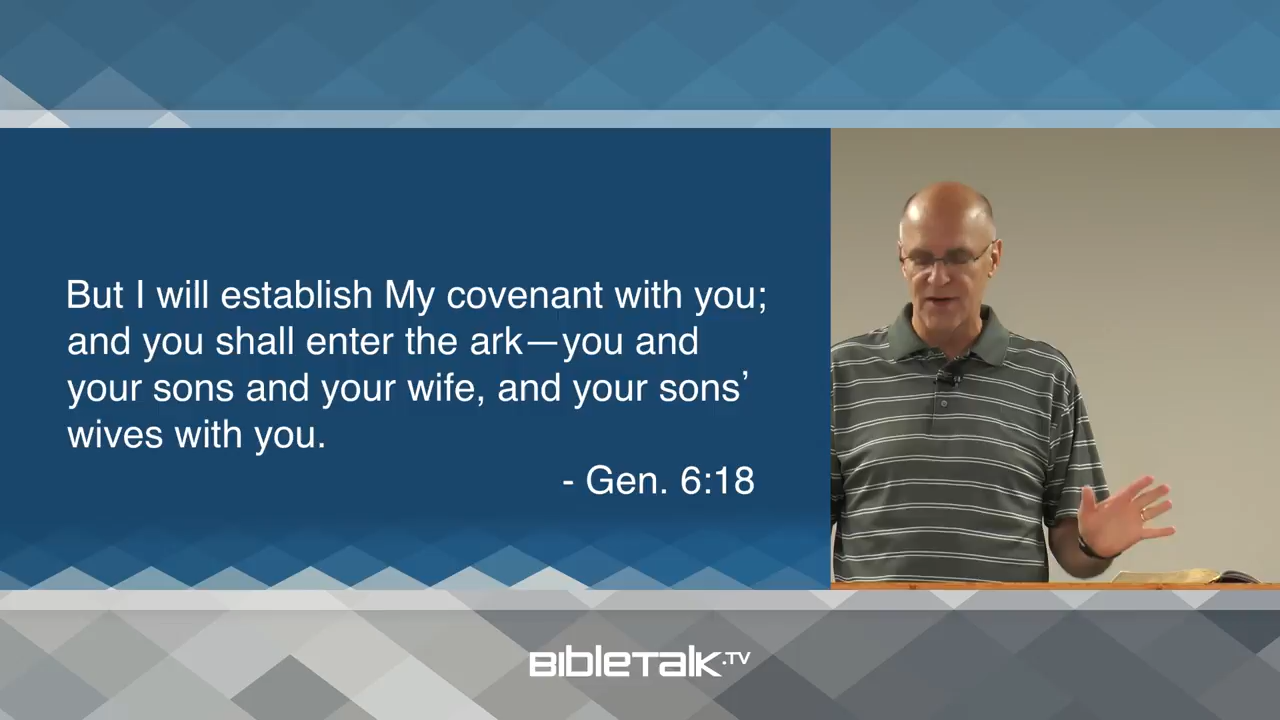 But I will establish My covenant with you;
and you shall enter the ark—you and
your sons and your wife, and your sons’
wives with you.
- Gen. 6:18
BIBLETALK.TV